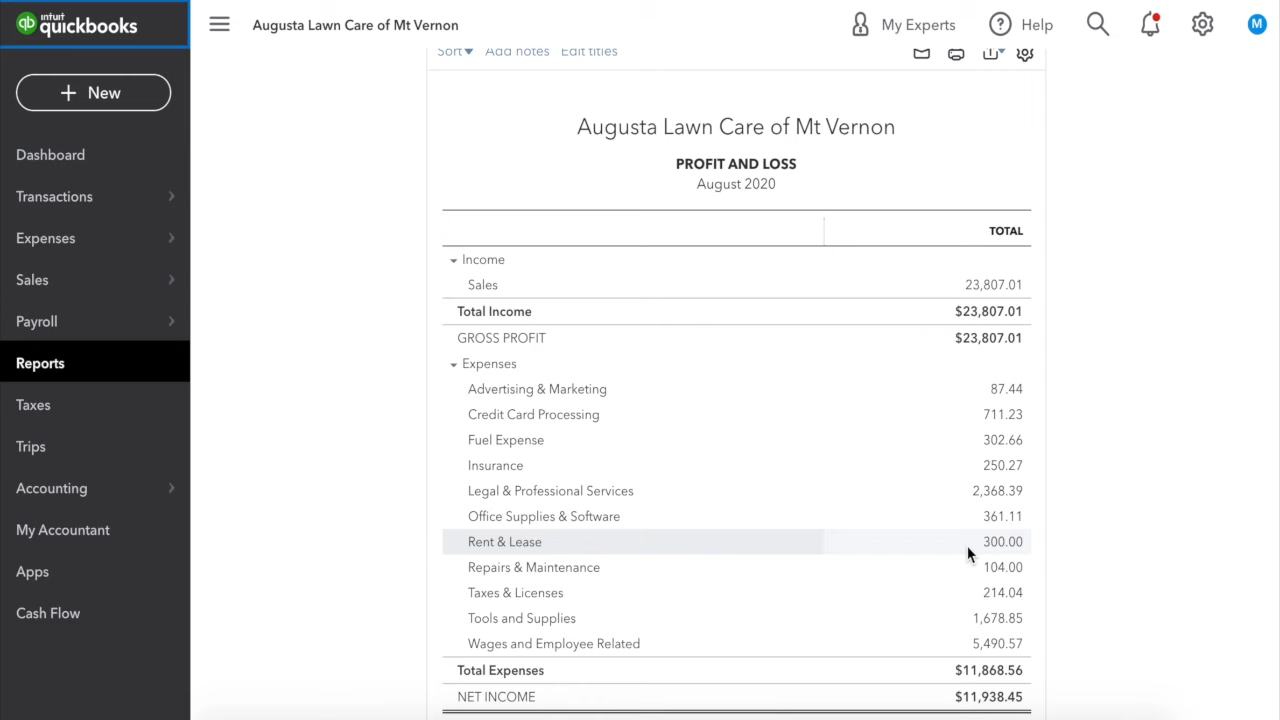 intuit
qb quickbooks
Augusta Lawn Care of Mt Vernon
My Experts
? Help
M
+ New
Dashboard
Transactions
Expenses
Sales
Payroll
Reports
Taxes
Trips
Accounting
My Accountant
Apps
Cash Flow
Sort Add notes Edit titles
Augusta Lawn Care of Mt Vernon
PROFIT AND LOSS
August 2020
TOTAL
Income
Sales 23,807.01
Total Income $23,807.01
GROSS PROFIT $23,807.01
Expenses
Advertising & Marketing 87.44
Credit Card Processing 711.23
Fuel Expense 302.66
Insurance 250.27
Legal & Professional Services 2,368.39
Office Supplies & Software 361.11
Rent & Lease 300.00
Repairs & Maintenance 104.00
Taxes & Licenses 214.04
Tools and Supplies 1,678.85
Wages and Employee Related 5,490.57
Total Expenses $11,868.56
NET INCOME $11,938.45